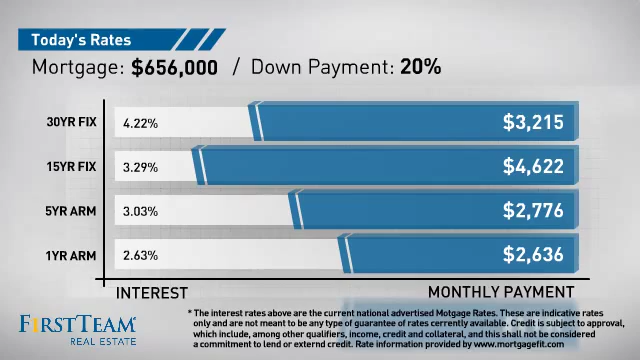 Today's Rates
Mortgage: $656,000 / Down Payment: 20%
30YR FIX 4.22% $3,215
15YR FIX 3.29% $4,622
5YR ARM 3.03% $2,776
1YR ARM 2.63% $2,636
INTEREST MONTHLY PAYMENT
FIRSTTEAM®
REAL ESTATE
* The interest rates above are the current national advertised Motgage Rates. These are indicative rates
only and are not meant to be any type of guarantee of rates cerrently available. Credit is subject to approval,
which include, among other qualifiers, income, credit and collateral, and this shall not be considered
a commitment to lend or externd credit. Rate information provided by www.mortgagefit.com